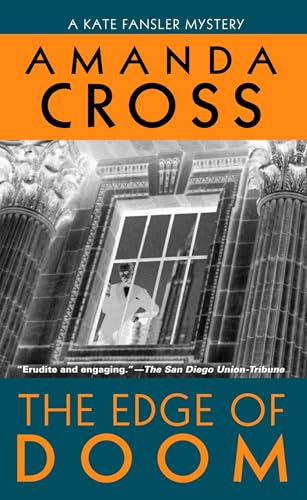 A KATE FANSLER MYSTERY
AMANDA
CROSS
"Erudite and engaging."—The San Diego Union-Tribune
THE EDGE OF
DOOM